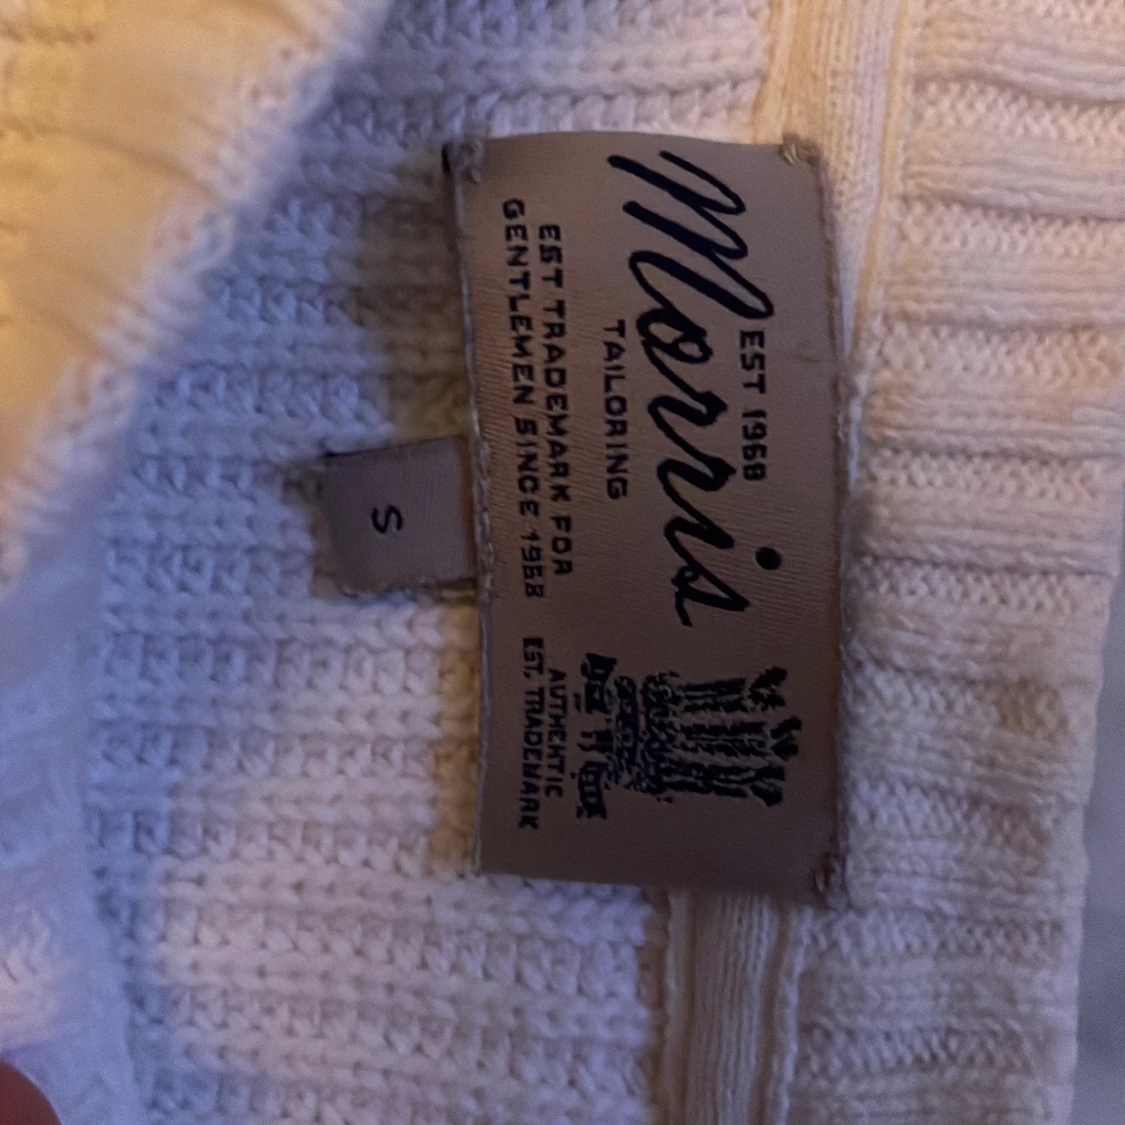 EST 1968
Morris
TAILORING
EST TRADEMARK FOR
GENTLEMEN SINCE 1968
AUTHENTIC
EST. TRADEMARK
S